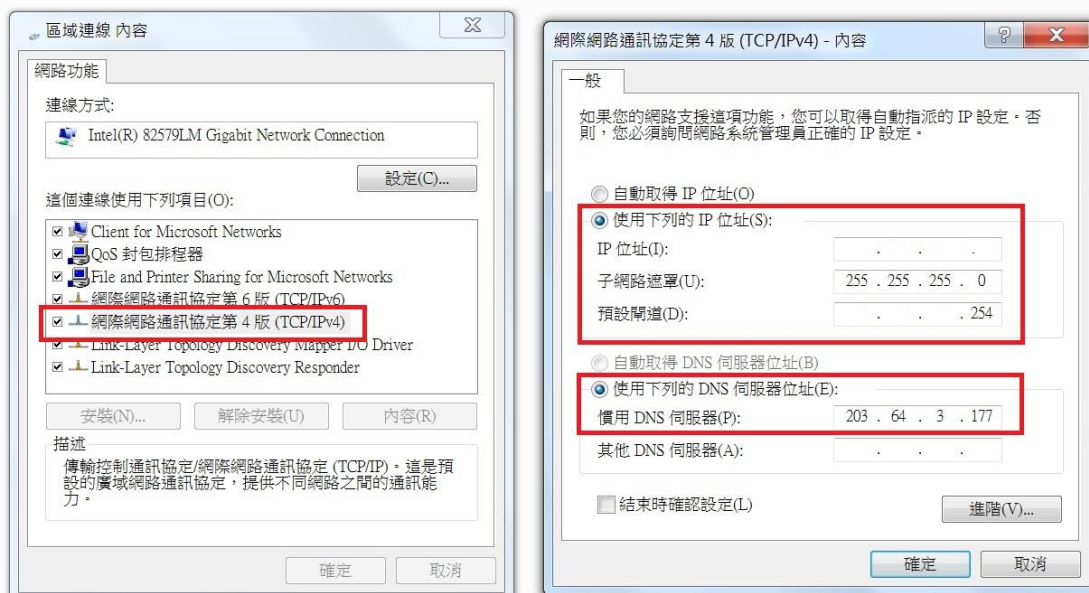 區域連線 內容
網路功能
連線方式:
Intel(R) 82579LM Gigabit Network Connection
設定(C)...
這個連線使用下列項目(O):
Client for Microsoft Networks
QoS 封包排程器
File and Printer Sharing for Microsoft Networks
網際網路通訊協定第 6 版 (TCP/IPv6)
網際網路通訊協定第 4 版 (TCP/IPv4)
Link-Layer Topology Discovery Mapper I/O Driver
Link-Layer Topology Discovery Responder
安裝(N)...
解除安裝(U)
內容(R)
描述
傳輸控制通訊協定/網際網路通訊協定 (TCP/IP)。這是預
設的廣域網路通訊協定，提供不同網路之間的通訊能
力。
確定
取消
網際網路通訊協定第 4 版 (TCP/IPv4) - 內容
一般
如果您的網路支援這項功能，您可以取得自動指派的 IP 設定。否
則，您必須詢問網路系統管理員正確的 IP 設定。
自動取得 IP 位址(O)
使用下列的 IP 位址(S):
IP 位址(I): . . .
子網路遮罩(U): 255 . 255 . 255 . 0
預設閘道(D): . . . 254
自動取得 DNS 伺服器位址(B)
使用下列的 DNS 伺服器位址(E):
慣用 DNS 伺服器(P): 203 . 64 . 3 . 177
其他 DNS 伺服器(A): . . .
結束時確認設定(L)
進階(V)...
確定
取消